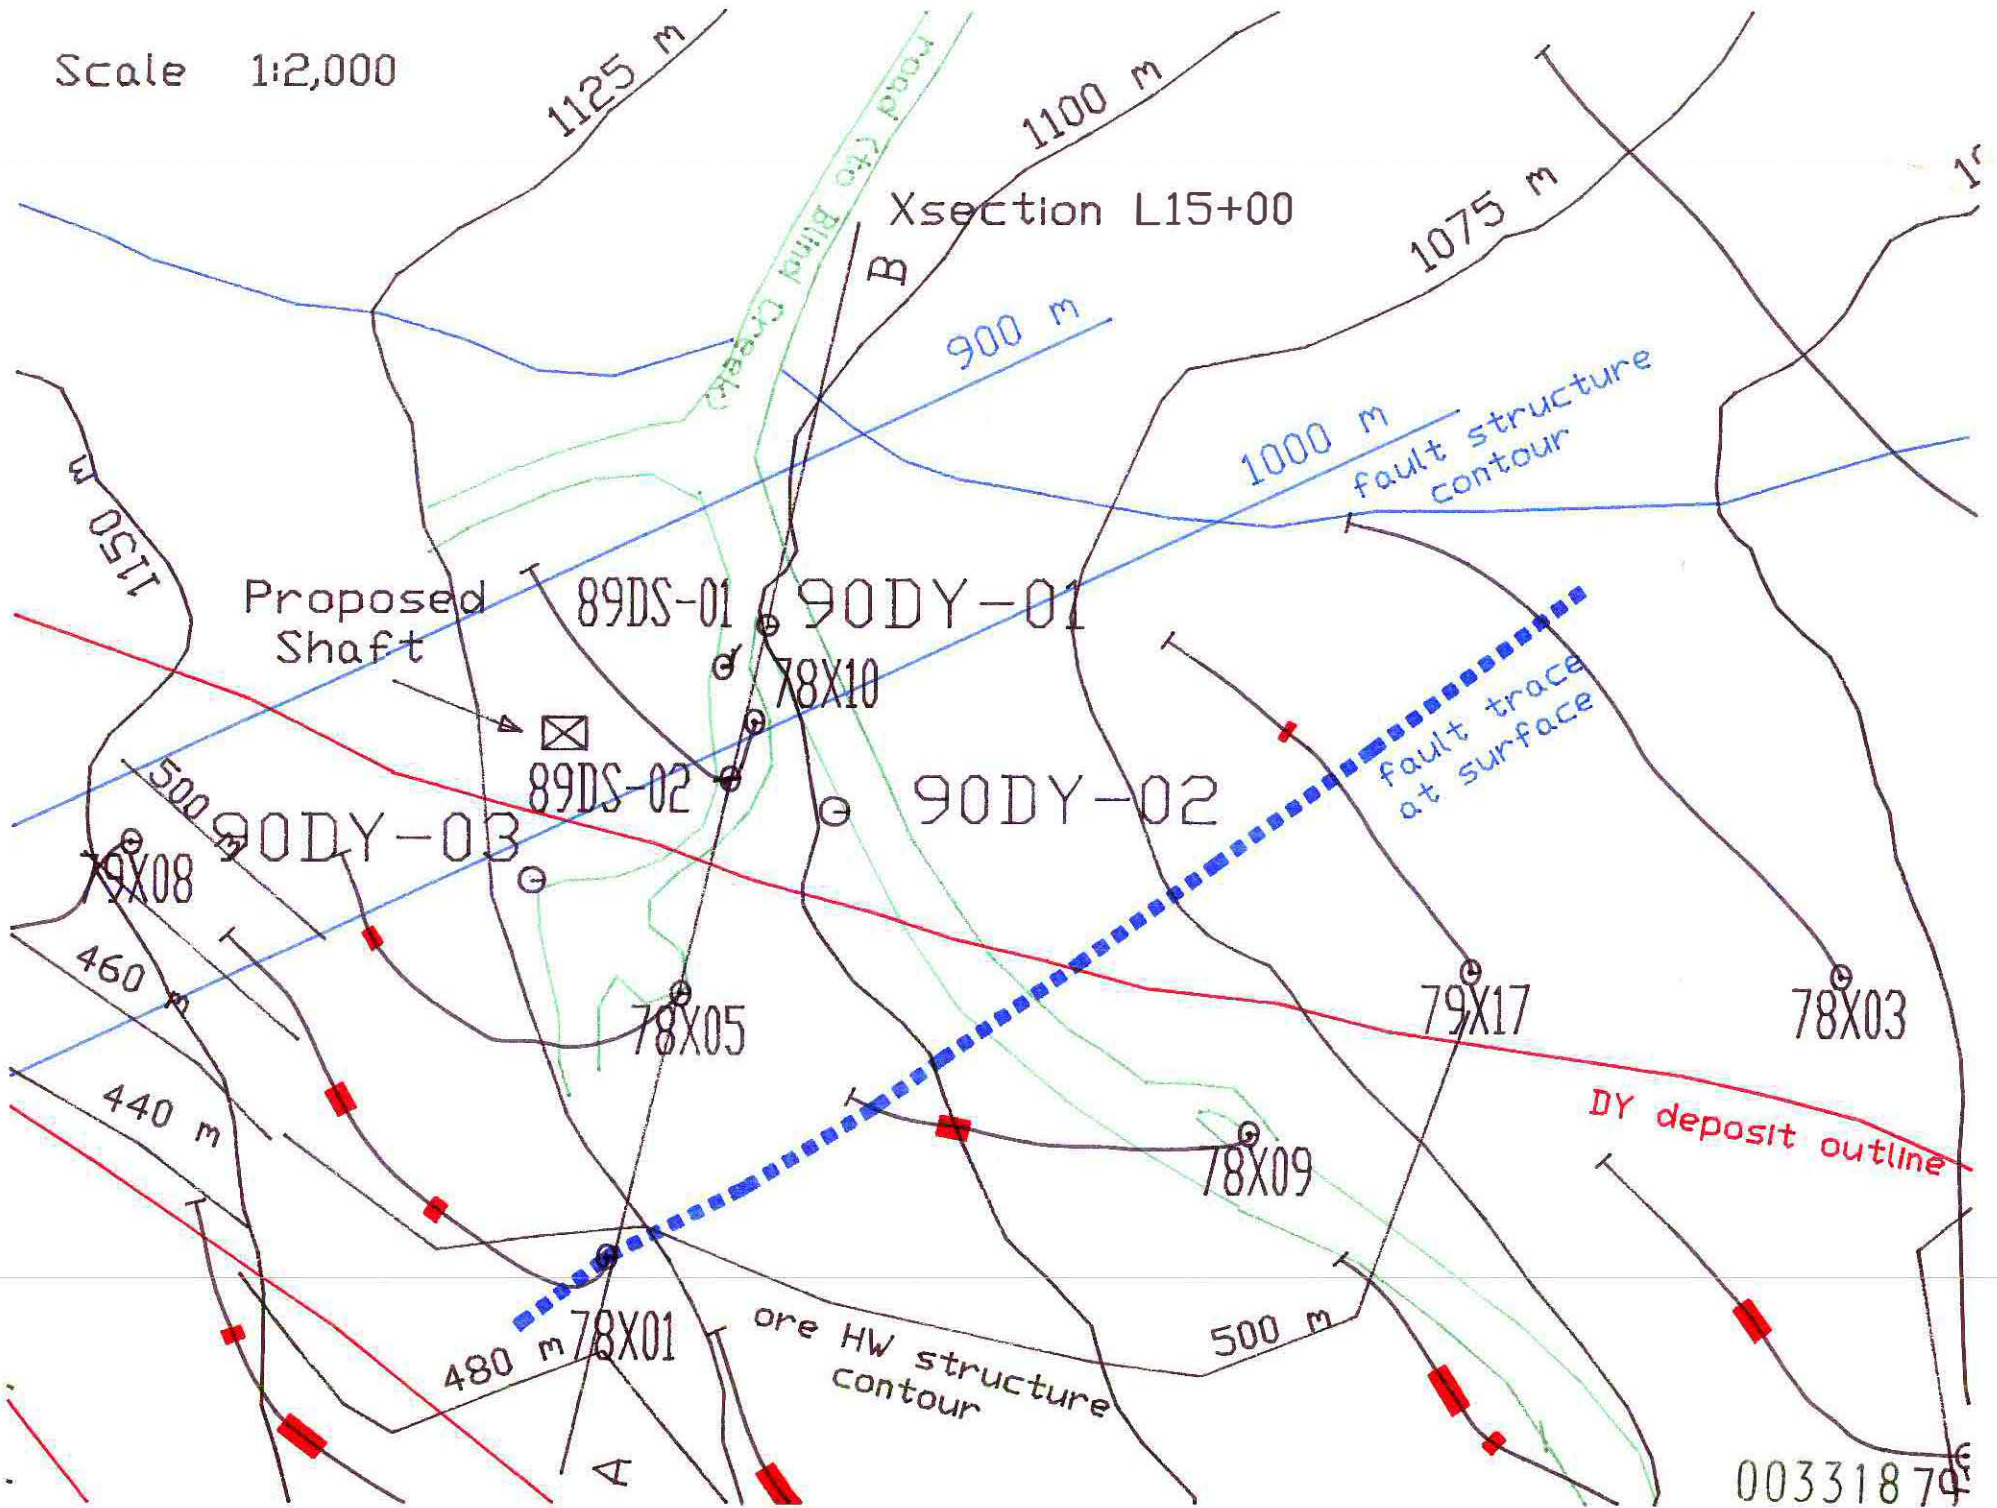 Scale 1:2,000
1125 m
road (to Blind Creek)
1100 m
Xsection L15+00
B
1075 m
900 m
1000 m
fault structure
contour
1150 m
Proposed
Shaft
89DS-01
90DY-01
78X10
89DS-02
90DY-02
500 m
90DY-03
79X08
fault trace
at surface
460 m
78X05
79X17
78X03
440 m
DY deposit outline
78X09
78X01
480 m
ore HW structure
contour
500 m
A
003318